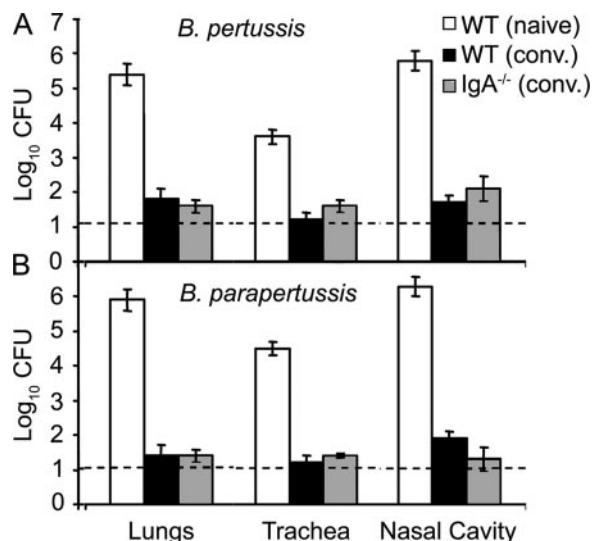 A
B. pertussis
WT (naive)
WT (conv.)
IgA-/- (conv.)
Log10 CFU
7
6
5
4
3
2
1
0
B
B. parapertussis
Log10 CFU
6
5
4
3
2
1
0
Lungs
Trachea
Nasal Cavity